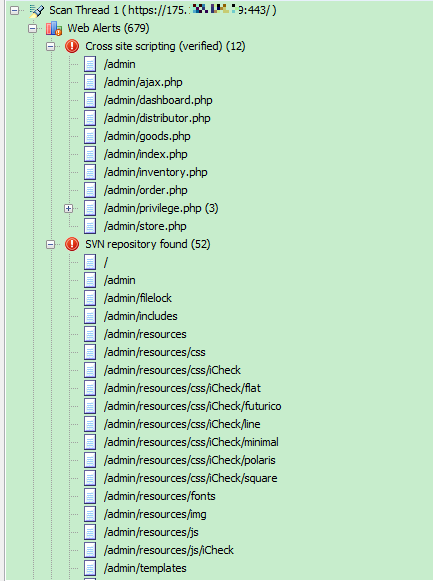 Scan Thread 1 ( https://175. 9:443/ )
Web Alerts (679)
Cross site scripting (verified) (12)
/admin
/admin/ajax.php
/admin/dashboard.php
/admin/distributor.php
/admin/goods.php
/admin/index.php
/admin/inventory.php
/admin/order.php
/admin/privilege.php (3)
/admin/store.php
SVN repository found (52)
/
/admin
/admin/filelock
/admin/includes
/admin/resources
/admin/resources/css
/admin/resources/css/iCheck
/admin/resources/css/iCheck/flat
/admin/resources/css/iCheck/futurico
/admin/resources/css/iCheck/line
/admin/resources/css/iCheck/minimal
/admin/resources/css/iCheck/polaris
/admin/resources/css/iCheck/square
/admin/resources/fonts
/admin/resources/img
/admin/resources/js
/admin/resources/js/iCheck
/admin/templates